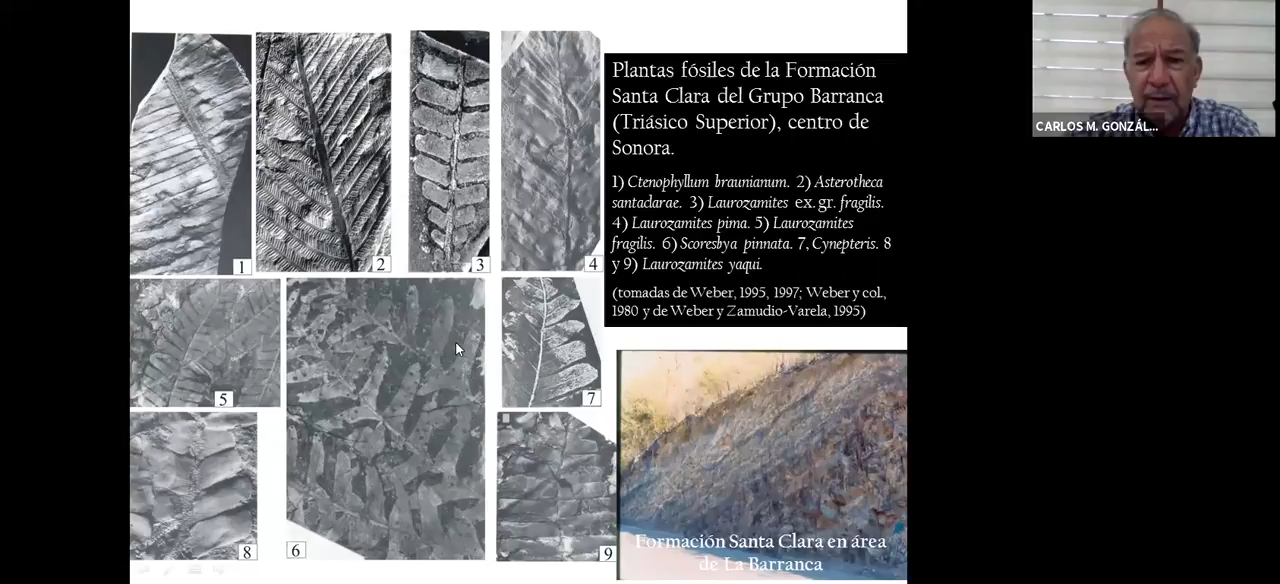 Plantas fósiles de la Formación
Santa Clara del Grupo Barranca
(Triásico Superior), centro de
Sonora.
1) Ctenophyllum braunianum. 2) Asterotheca
santaclarae. 3) Laurozamites ex. gr. fragilis.
4) Laurozamites pima. 5) Laurozamites
fragilis. 6) Scoresbya pinnata. 7, Cynepteris. 8
y 9) Laurozamites yaqui.
(tomadas de Weber, 1995, 1997; Weber y col.,
1980 y de Weber y Zamudio-Varela, 1995)
1
2
3
4
5
6
7
8
9
Formación Santa Clara en área
de La Barranca
CARLOS M. GONZÁL...